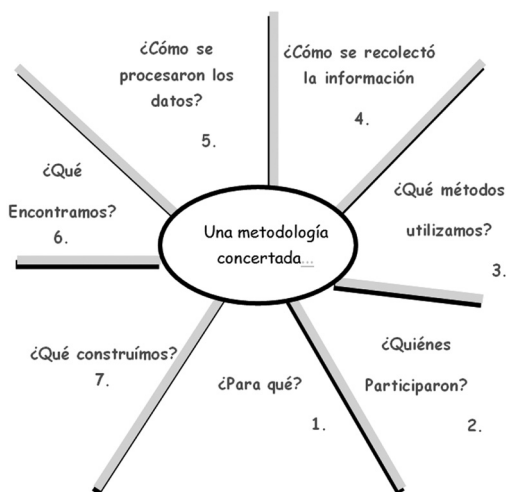 Una metodología
concertada...
¿Para qué?
1.
¿Quiénes
Participaron?
2.
¿Qué métodos
utilizamos?
3.
¿Cómo se recolectó
la información
4.
¿Cómo se
procesaron los
datos?
5.
¿Qué
Encontramos?
6.
¿Qué construímos?
7.